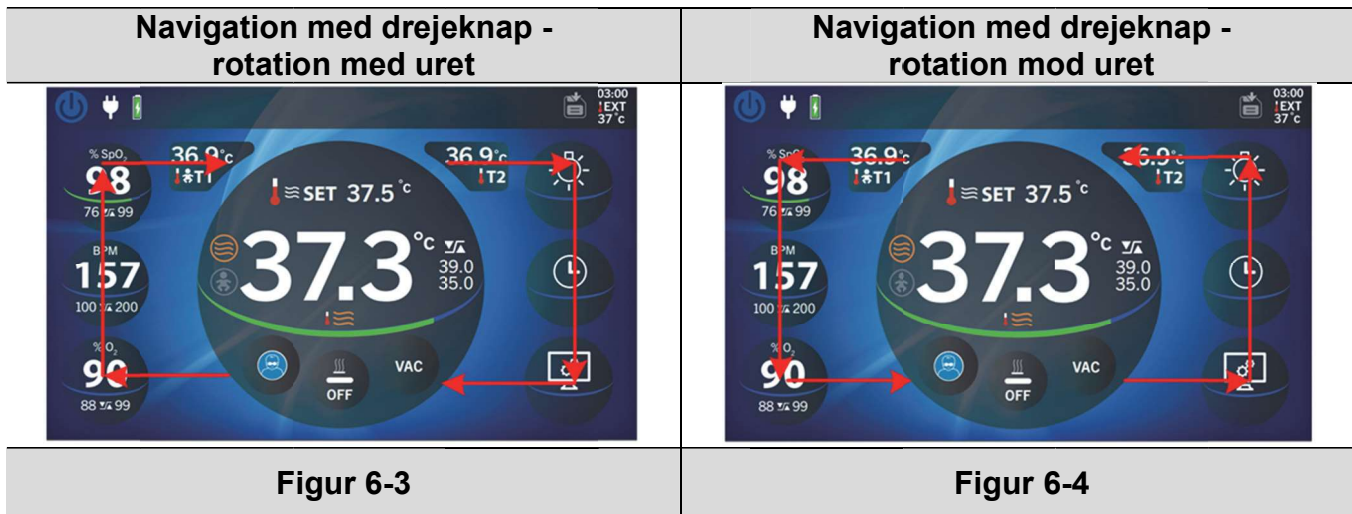 Navigation med drejeknap -
rotation med uret
03:00
EXT
37 °c
% SpO₂
98
76 99
36.9°c
T1
36.9°c
T2
SET 37.5 °c
37.3 °c
39.0
35.0
BPM
157
100 200
% O₂
90
88 99
OFF
VAC
Figur 6-3
Navigation med drejeknap -
rotation mod uret
03:00
EXT
37 °c
% SpO₂
98
76 99
36.9°c
T1
36.9°c
T2
SET 37.5 °c
37.3 °c
39.0
35.0
BPM
157
100 200
% O₂
90
88 99
OFF
VAC
Figur 6-4